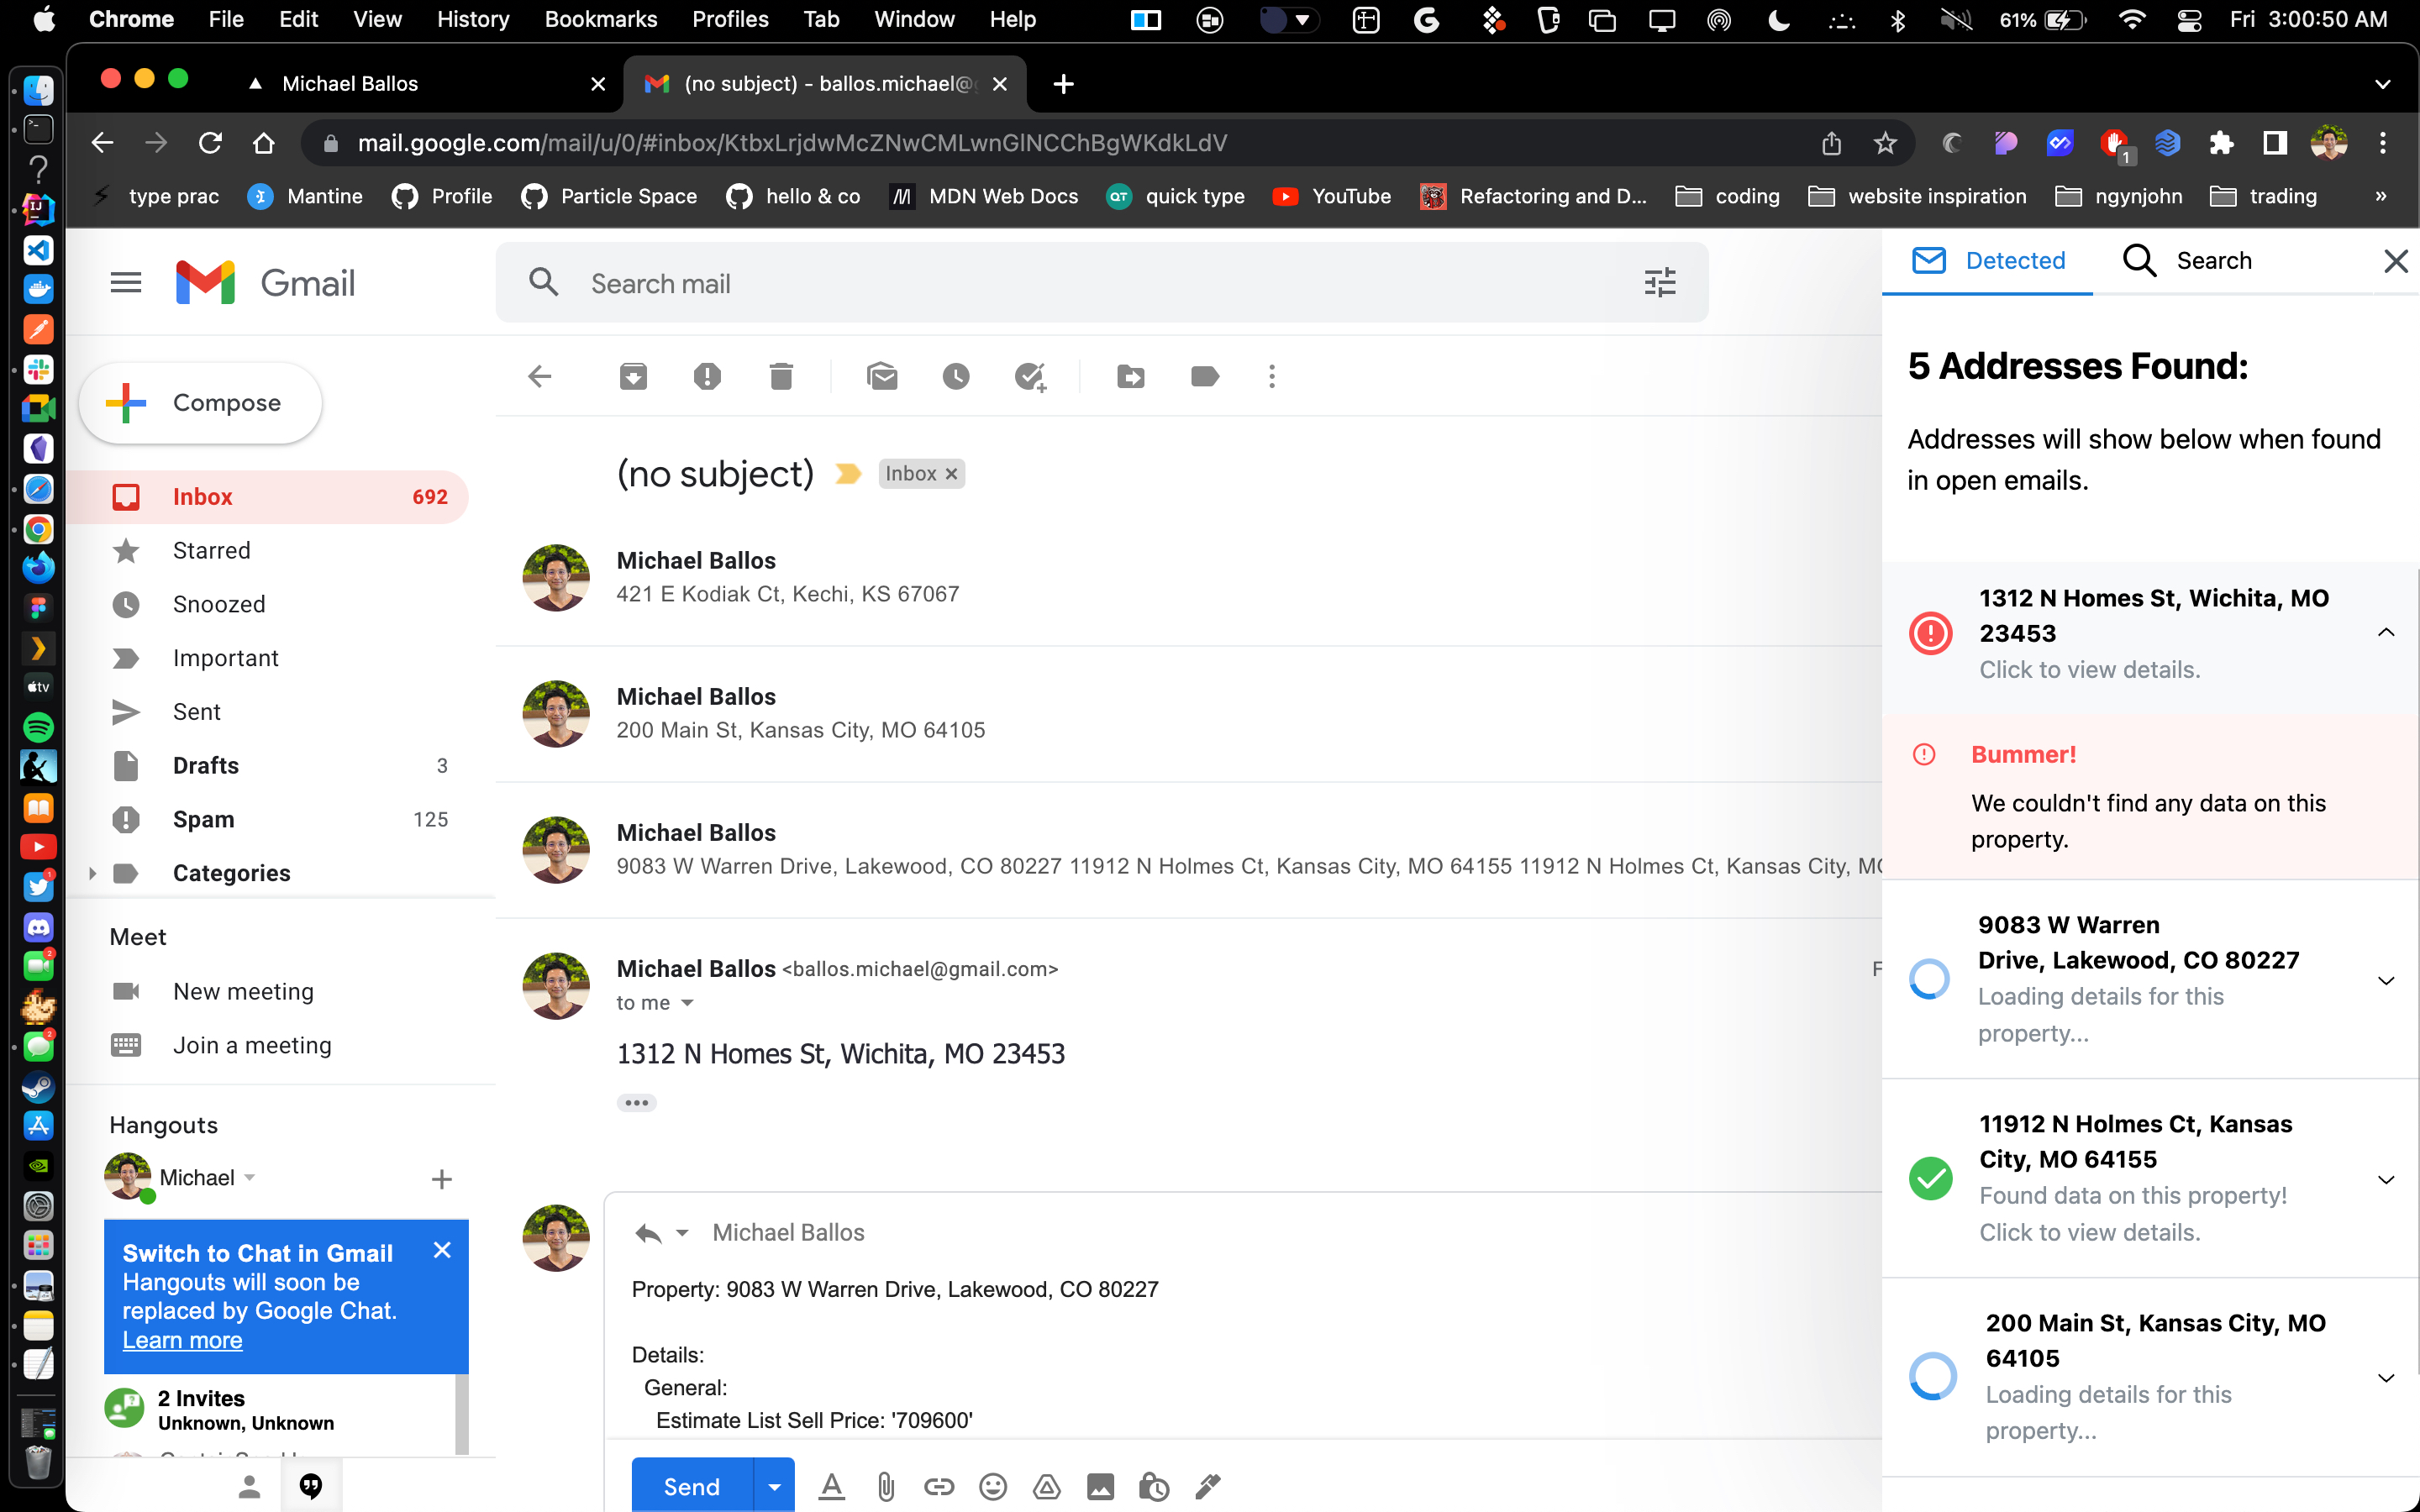 Chrome File Edit View History Bookmarks Profiles Tab Window Help 61% Fri 3:00:50 AM
Michael Ballos
(no subject) - ballos.michael@
mail.google.com/mail/u/0/#inbox/KtbxLrjdwMcZNwCMLwnGlNCChBgWKdkLdV
1
type prac Mantine Profile Particle Space hello & co MDN Web Docs QT quick type YouTube Refactoring and D... coding website inspiration ngynjohn trading »
Gmail
Search mail
Compose
Inbox 692
Starred
Snoozed
Important
Sent
Drafts 3
Spam 125
Categories
Meet
New meeting
Join a meeting
Hangouts
Michael
Switch to Chat in Gmail
Hangouts will soon be
replaced by Google Chat.
Learn more
2 Invites
Unknown, Unknown
(no subject) Inbox
Michael Ballos
421 E Kodiak Ct, Kechi, KS 67067
Michael Ballos
200 Main St, Kansas City, MO 64105
Michael Ballos
9083 W Warren Drive, Lakewood, CO 80227 11912 N Holmes Ct, Kansas City, MO 64155 11912 N Holmes Ct, Kansas City, MO
Michael Ballos <ballos.michael@gmail.com>
to me
1312 N Homes St, Wichita, MO 23453
Michael Ballos
Property: 9083 W Warren Drive, Lakewood, CO 80227
Details:
General:
Estimate List Sell Price: '709600'
Send
Detected Search
5 Addresses Found:
Addresses will show below when found
in open emails.
1312 N Homes St, Wichita, MO
23453
Click to view details.
Bummer!
We couldn't find any data on this
property.
9083 W Warren
Drive, Lakewood, CO 80227
Loading details for this
property...
11912 N Holmes Ct, Kansas
City, MO 64155
Found data on this property!
Click to view details.
200 Main St, Kansas City, MO
64105
Loading details for this
property...